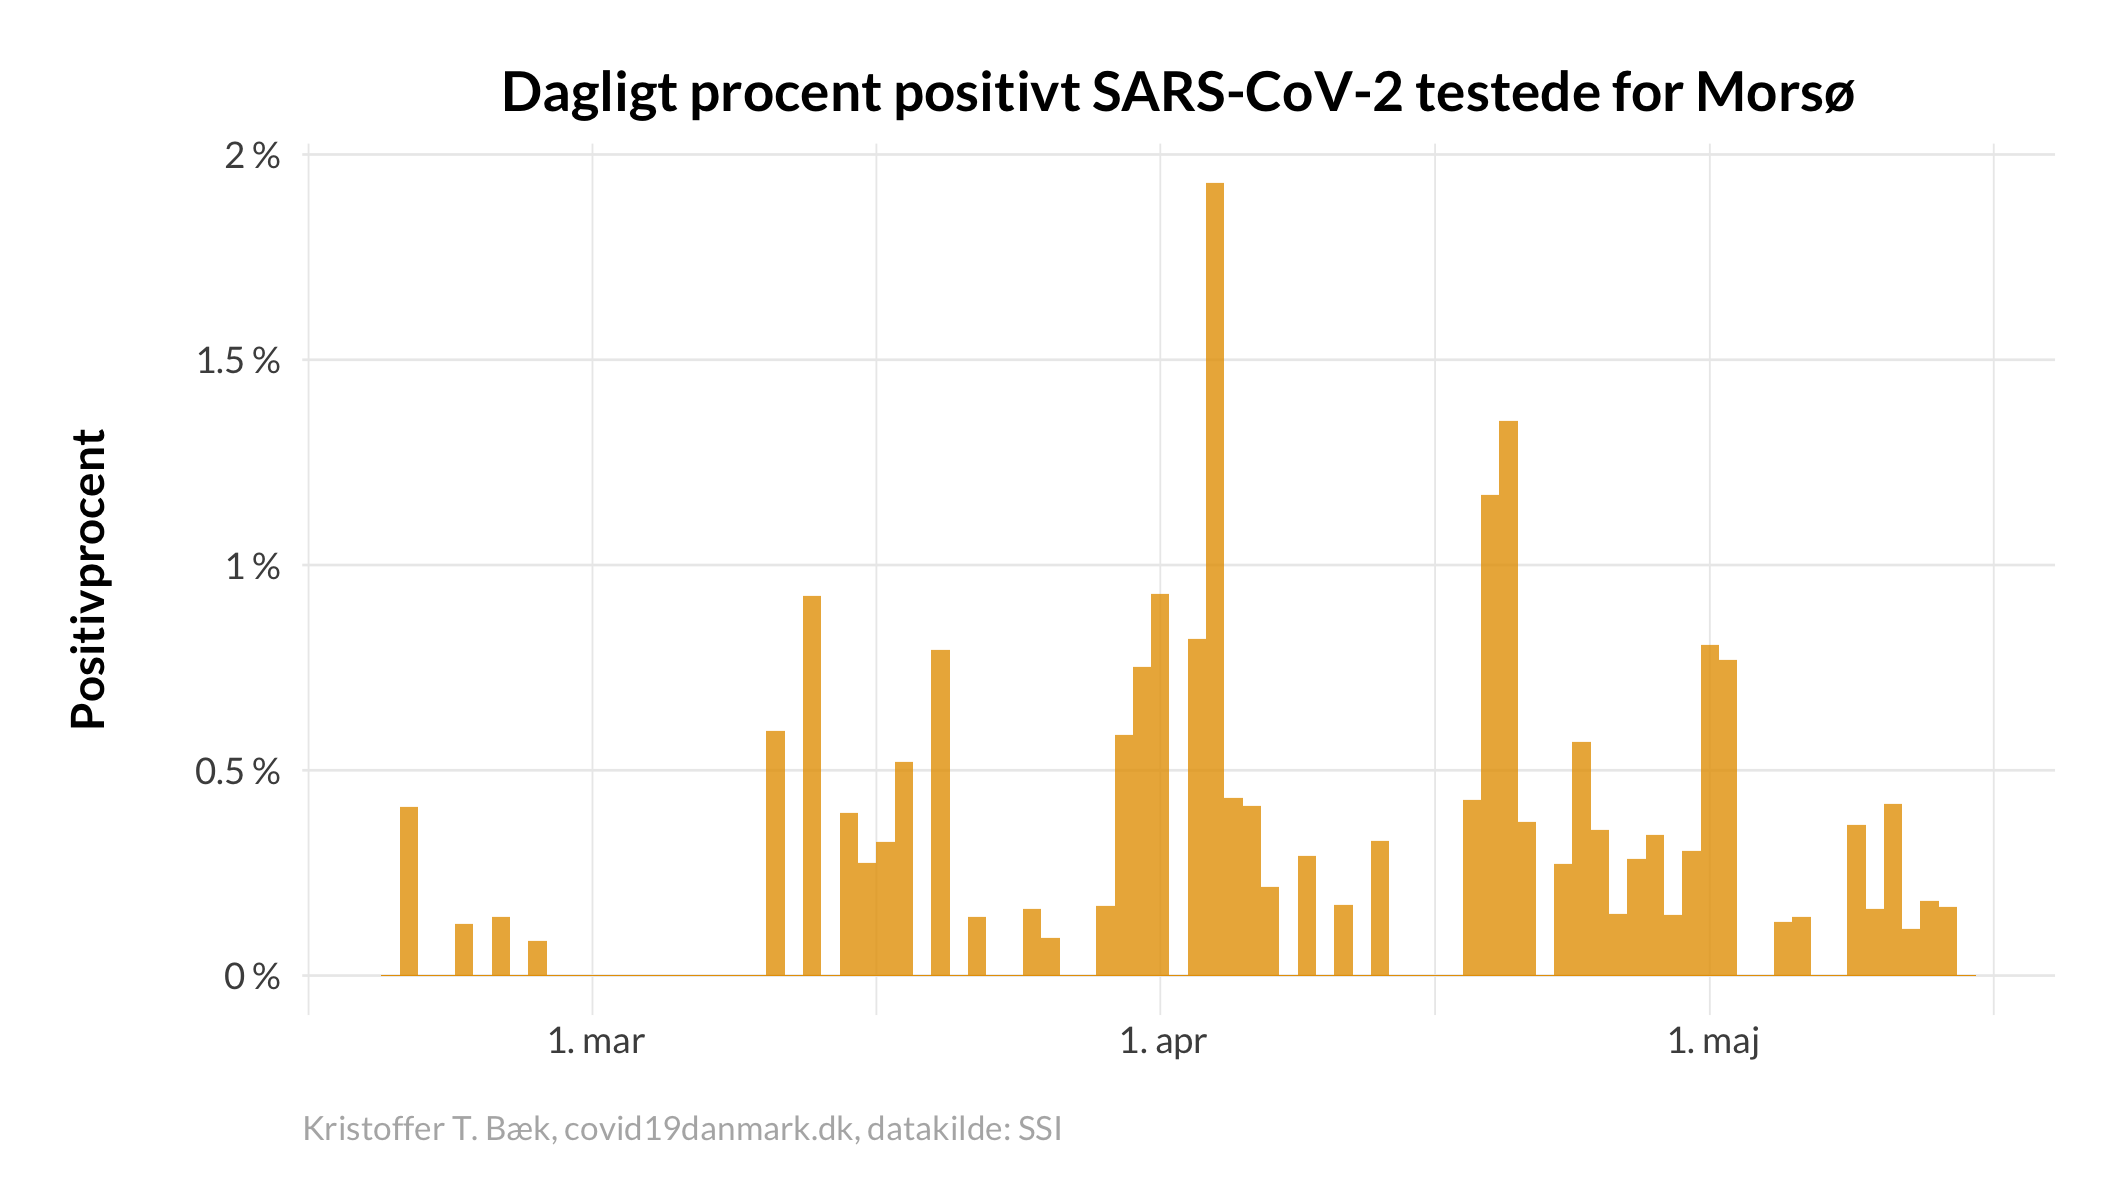 Dagligt procent positivt SARS-CoV-2 testede for Morsø
Positivprocent
2 %
1.5 %
1 %
0.5 %
0 %
1. mar
1. apr
1. maj
Kristoffer T. Bæk, covid19danmark.dk, datakilde: SSI